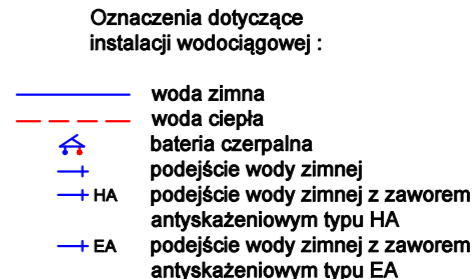 Oznaczenia dotyczące
instalacji wodociągowej :
woda zimna
woda ciepła
bateria czerpalna
podejście wody zimnej
HA podejście wody zimnej z zaworem
antyskażeniowym typu HA
EA podejście wody zimnej z zaworem
antyskażeniowym typu EA